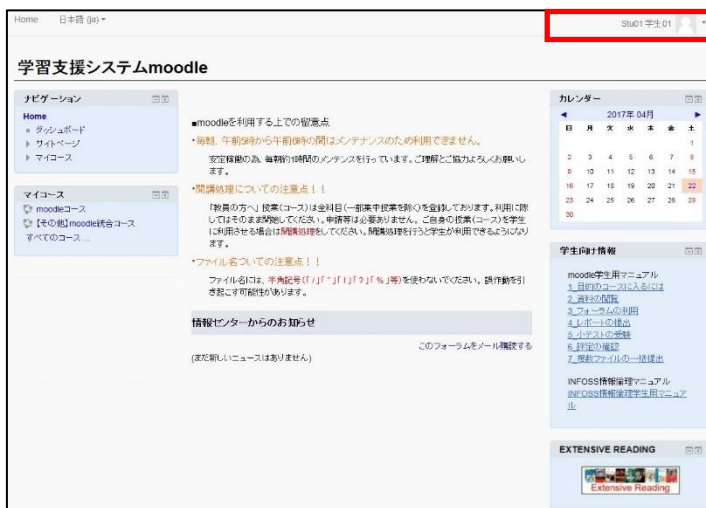 Home 日本語 (ja)
Stu01 学生01
学習支援システムmoodle
ナビゲーション
Home
ダッシュボード
サイトページ
マイコース
マイコース
moodleコース
【その他】moodle統合コース
すべてのコース ...
■moodleを利用する上での留意点
・毎朝、午前5時から午前6時の間はメンテナンスのため利用できません。
安定稼働の為、毎朝約1時間のメンテンスを行っています。ご理解とご協力よろしくお願いし
ます。
・開講処理についての注意点！！
「教員の方へ」授業(コース)は全科目(一部集中授業を除く)を登録しております。利用に際
してはそのまま開始してください。申請等は必要ありません。ご自身の授業(コース)を学生
に利用させる場合は開講処理をしてください。開講処理を行うと学生が利用できるようになり
ます。
・ファイル名ついての注意点！！
ファイル名には、半角記号(「/」「~」「!」「?」「%」等)を使わないでください。誤作動を引
き起こす可能性があります。
情報センターからのお知らせ
このフォーラムをメール購読する
(まだ新しいニュースはありません)
カレンダー
2017年 04月
日 月 火 水 木 金 土
1
2 3 4 5 6 7 8
9 10 11 12 13 14 15
16 17 18 19 20 21 22
23 24 25 26 27 28 29
30
学生向け情報
moodle学生用マニュアル
1_目的のコースに入るには
2_資料の閲覧
3_フォーラムの利用
4_レポートの提出
5_小テストの受験
6_評定の確認
7_複数ファイルの一括提出
INFOSS情報倫理マニュアル
INFOSS情報倫理学生用マニュア
ル
EXTENSIVE READING
Extensive Reading